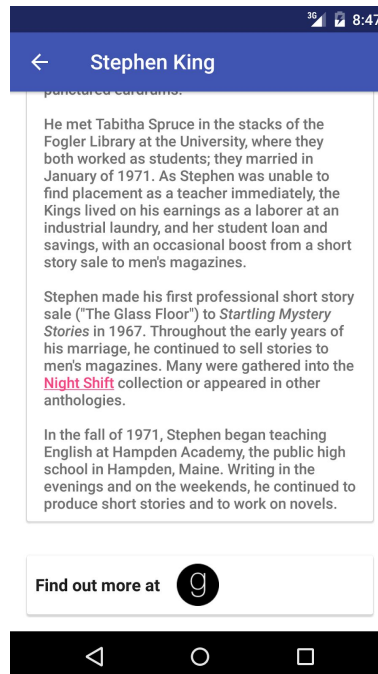 3G 8:47
Stephen King
punctured eardrums.
He met Tabitha Spruce in the stacks of the
Fogler Library at the University, where they
both worked as students; they married in
January of 1971. As Stephen was unable to
find placement as a teacher immediately, the
Kings lived on his earnings as a laborer at an
industrial laundry, and her student loan and
savings, with an occasional boost from a short
story sale to men's magazines.
Stephen made his first professional short story
sale ("The Glass Floor") to Startling Mystery
Stories in 1967. Throughout the early years of
his marriage, he continued to sell stories to
men's magazines. Many were gathered into the
Night Shift collection or appeared in other
anthologies.
In the fall of 1971, Stephen began teaching
English at Hampden Academy, the public high
school in Hampden, Maine. Writing in the
evenings and on the weekends, he continued to
produce short stories and to work on novels.
Find out more at g